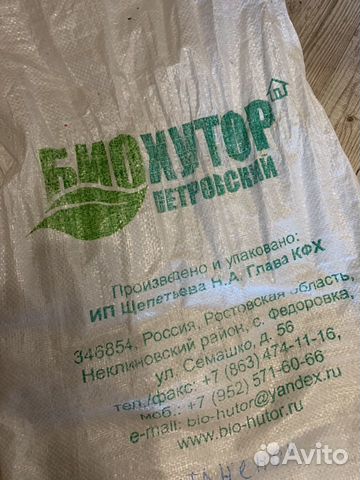 БИОХУТОР
ПЕТРОВСКИЙ
Произведено и упаковано:
ИП Щепетьева Н.А. Глава КФХ
346854, Россия, Ростовская область,
Неклиновский район, с. Федоровка,
ул. Семашко, д. 56
тел./факс: +7 (863) 474-11-16,
моб.: +7 (952) 571-60-66
e-mail: bio-hutor@yandex.ru
www.bio-hutor.ru
Avito